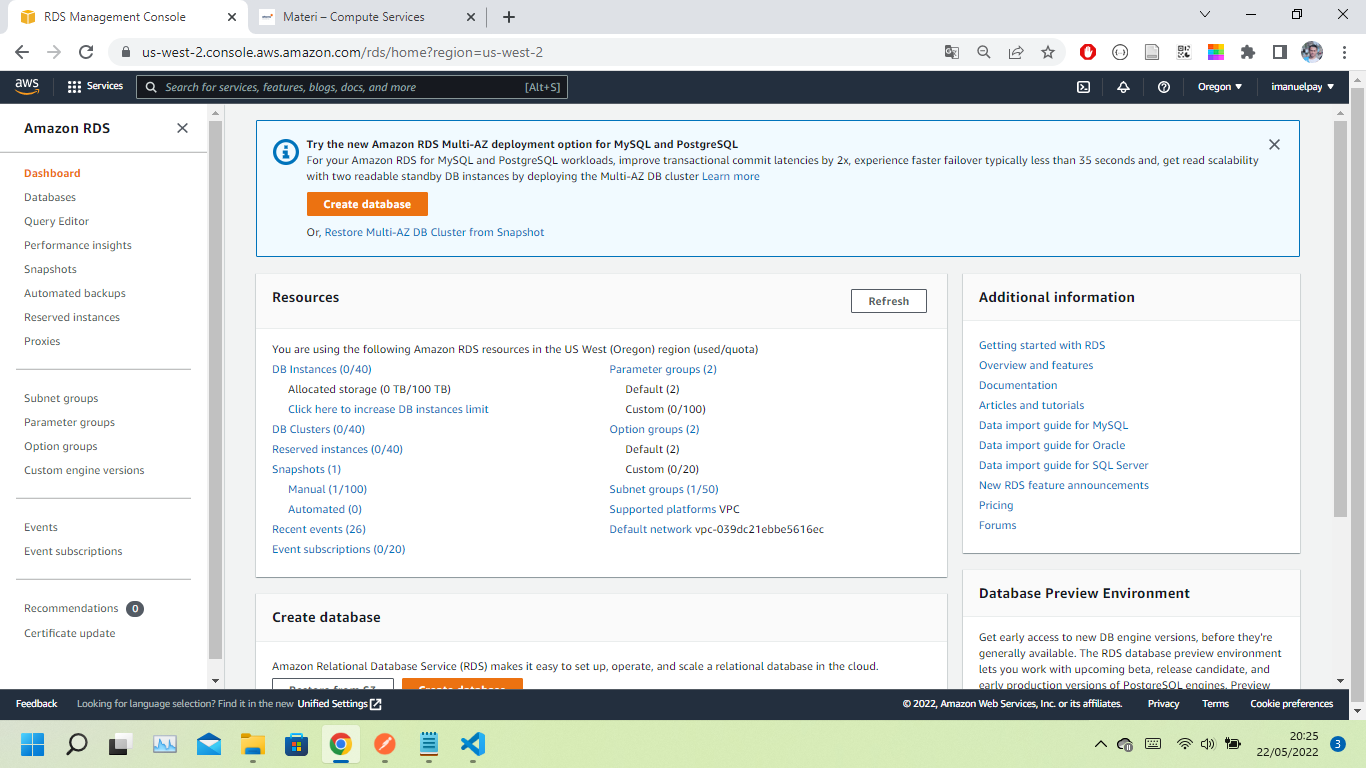 RDS Management Console
Materi – Compute Services
us-west-2.console.aws.amazon.com/rds/home?region=us-west-2
aws
Services
Search for services, features, blogs, docs, and more
[Alt+S]
Oregon
imanuelpay
Amazon RDS
Dashboard
Databases
Query Editor
Performance insights
Snapshots
Automated backups
Reserved instances
Proxies
Subnet groups
Parameter groups
Option groups
Custom engine versions
Events
Event subscriptions
Recommendations 0
Certificate update
Try the new Amazon RDS Multi-AZ deployment option for MySQL and PostgreSQL
For your Amazon RDS for MySQL and PostgreSQL workloads, improve transactional commit latencies by 2x, experience faster failover typically less than 35 seconds and, get read scalability
with two readable standby DB instances by deploying the Multi-AZ DB cluster Learn more
Create database
Or, Restore Multi-AZ DB Cluster from Snapshot
Resources
Refresh
You are using the following Amazon RDS resources in the US West (Oregon) region (used/quota)
DB Instances (0/40)
Allocated storage (0 TB/100 TB)
Click here to increase DB instances limit
DB Clusters (0/40)
Reserved instances (0/40)
Snapshots (1)
Manual (1/100)
Automated (0)
Recent events (26)
Event subscriptions (0/20)
Parameter groups (2)
Default (2)
Custom (0/100)
Option groups (2)
Default (2)
Custom (0/20)
Subnet groups (1/50)
Supported platforms VPC
Default network vpc-039dc21ebbe5616ec
Create database
Amazon Relational Database Service (RDS) makes it easy to set up, operate, and scale a relational database in the cloud.
Restore from S3
Create database
Additional information
Getting started with RDS
Overview and features
Documentation
Articles and tutorials
Data import guide for MySQL
Data import guide for Oracle
Data import guide for SQL Server
New RDS feature announcements
Pricing
Forums
Database Preview Environment
Get early access to new DB engine versions, before they're
generally available. The RDS database preview environment
lets you work with upcoming beta, release candidate, and
early production versions of PostgreSQL engines. Preview
Feedback
Looking for language selection? Find it in the new Unified Settings
© 2022, Amazon Web Services, Inc. or its affiliates.
Privacy
Terms
Cookie preferences
20:25
22/05/2022
3